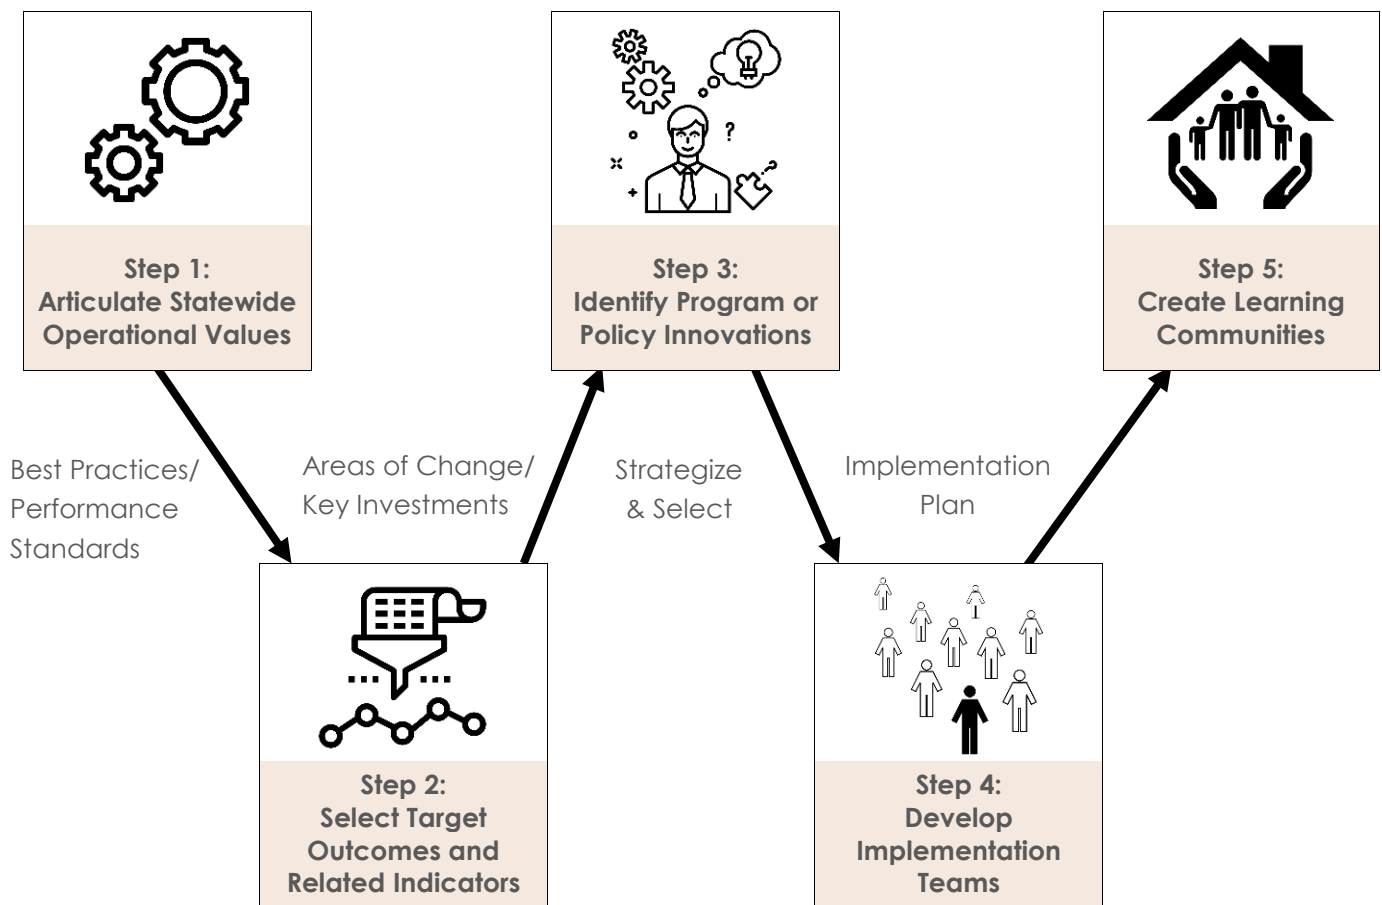 Step 1:
Articulate Statewide
Operational Values
Best Practices/
Performance
Standards
Step 2:
Select Target
Outcomes and
Related Indicators
Areas of Change/
Key Investments
?
?
Step 3:
Identify Program or
Policy Innovations
Strategize
& Select
Step 4:
Develop
Implementation
Teams
Implementation
Plan
Step 5:
Create Learning
Communities